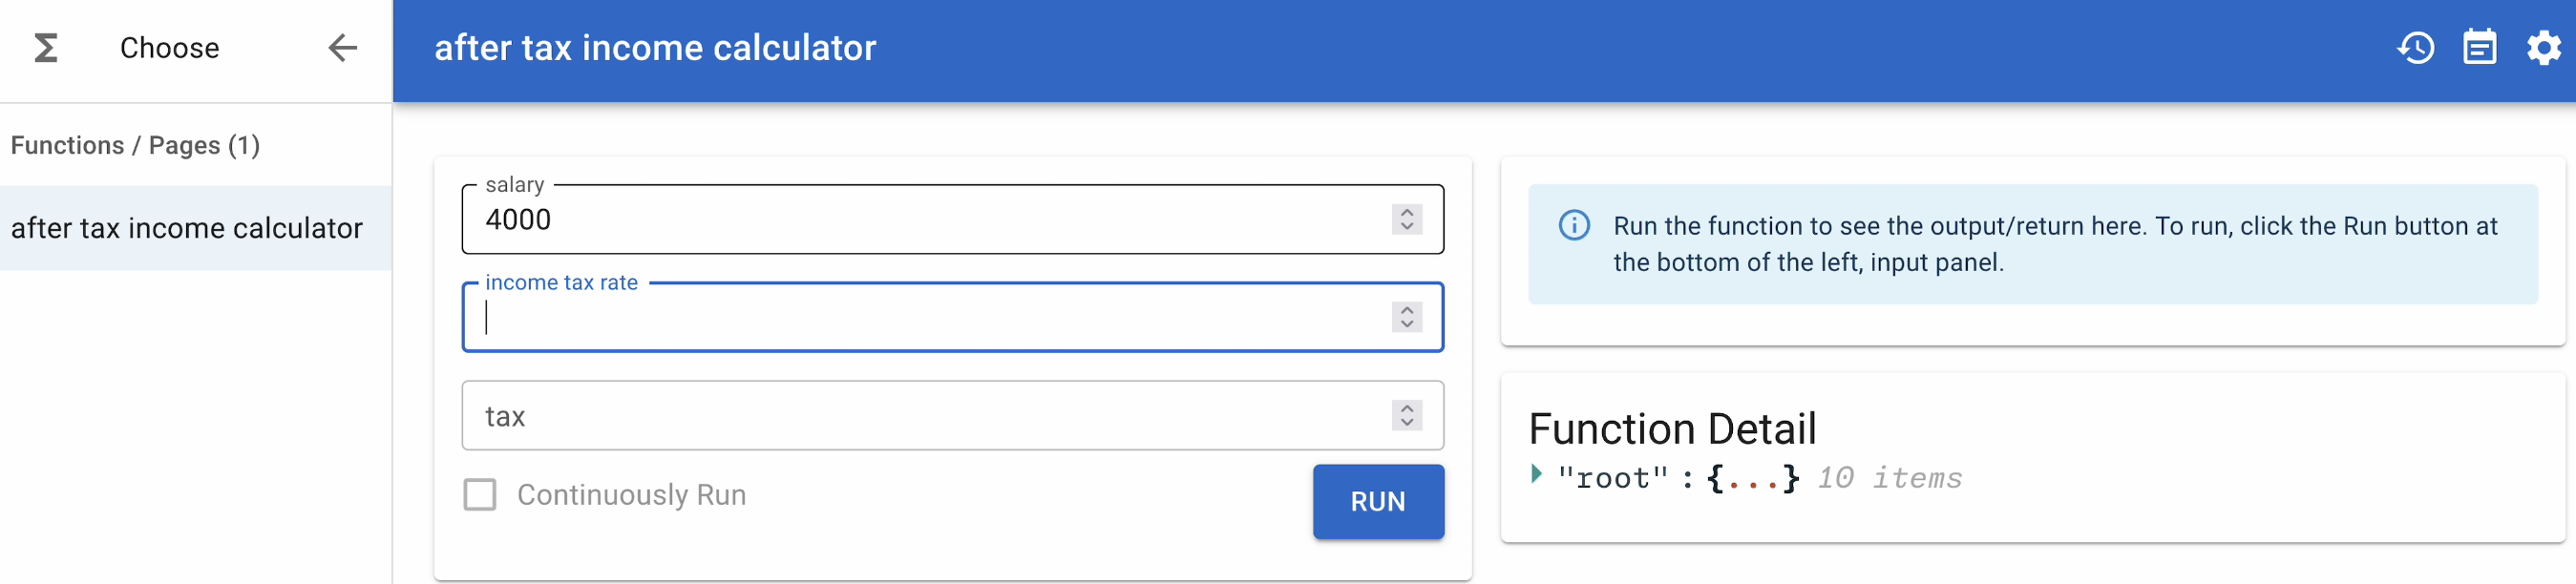 Choose
after tax income calculator
Functions / Pages (1)
after tax income calculator
salary
4000
income tax rate
tax
Continuously Run
RUN
Run the function to see the output/return here. To run, click the Run button at
the bottom of the left, input panel.
Function Detail
"root" : {...} 10 items